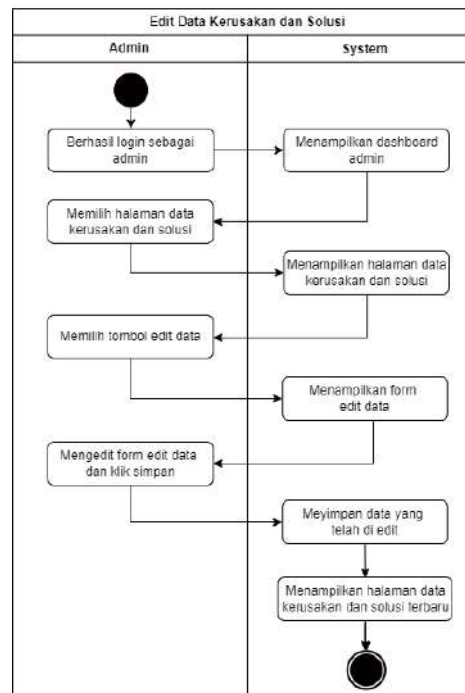 Edit Data Kerusakan dan Solusi
Admin
System
Berhasil login sebagai
admin
Menampilkan dashboard
admin
Memilih halaman data
kerusakan dan solusi
Menampilkan halaman data
kerusakan dan solusi
Memilih tombol edit data
Menampilkan form
edit data
Mengedit form edit data
dan klik simpan
Meyimpan data yang
telah di edit
Menampilkan halaman data
kerusakan dan solusi terbaru